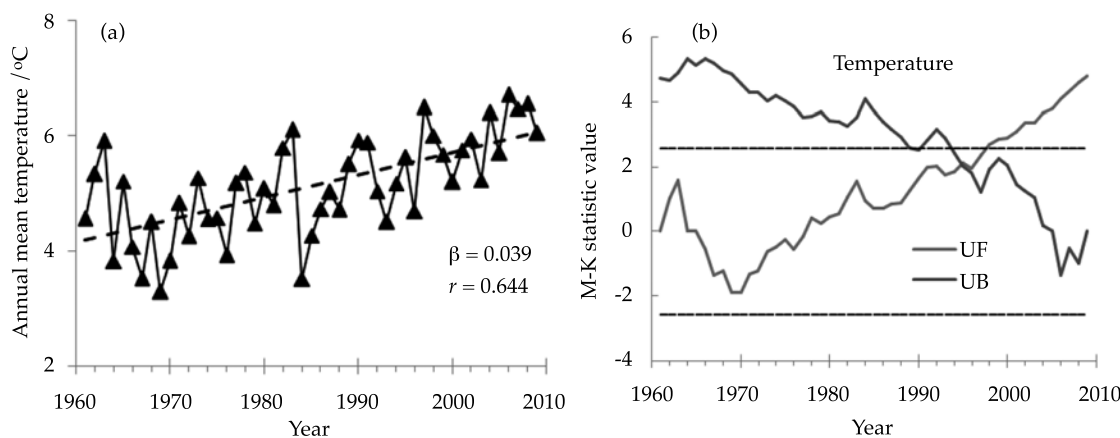 (a)
Annual mean temperature /ºC
8
6
4
2
β = 0.039
r = 0.644
1960 1970 1980 1990 2000 2010
Year
(b)
Temperature
M-K statistic value
6
4
2
0
-2
-4
UF
UB
1960 1970 1980 1990 2000 2010
Year